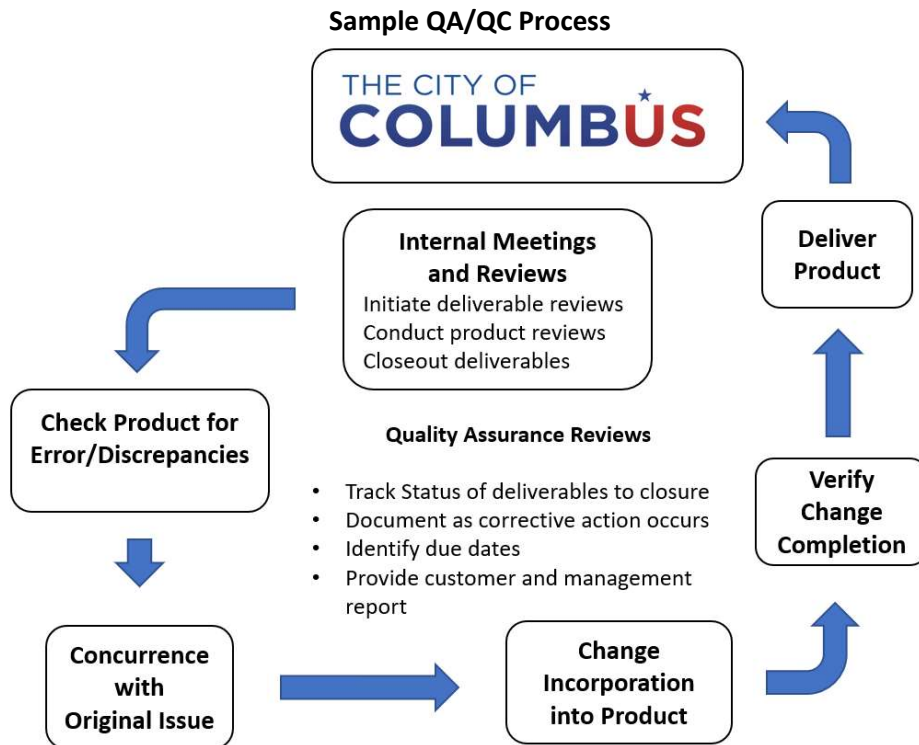 Sample QA/QC Process
THE CITY OF
COLUMBUS
Internal Meetings
and Reviews
Initiate deliverable reviews
Conduct product reviews
Closeout deliverables
Deliver
Product
Check Product for
Error/Discrepancies
Quality Assurance Reviews
• Track Status of deliverables to closure
• Document as corrective action occurs
• Identify due dates
• Provide customer and management
report
Verify
Change
Completion
Concurrence
with
Original Issue
Change
Incorporation
into Product